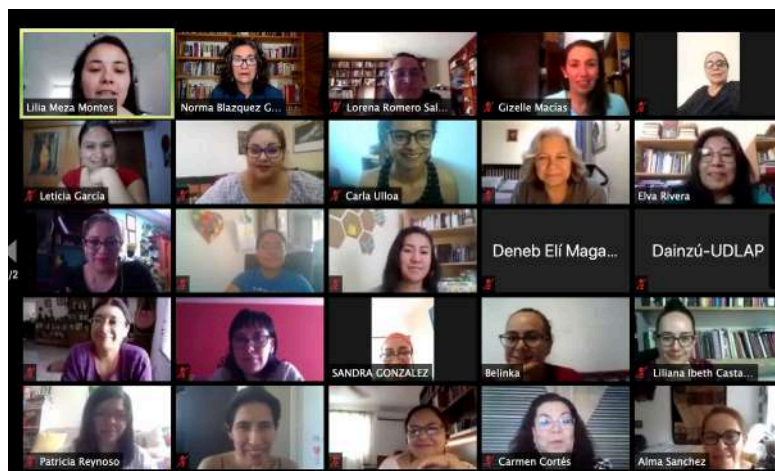 Lilia Meza Montes
Norma Blazquez G...
Lorena Romero Sal...
Gizelle Macías
Leticia García
Carla Ulloa
Elva Rivera
/2
Deneb Elí Maga...
Dainzú-UDLAP
SANDRA GONZALEZ
Belinka
Liliana Ibeth Casta...
Patricia Reynoso
Carmen Cortés
Alma Sanchez